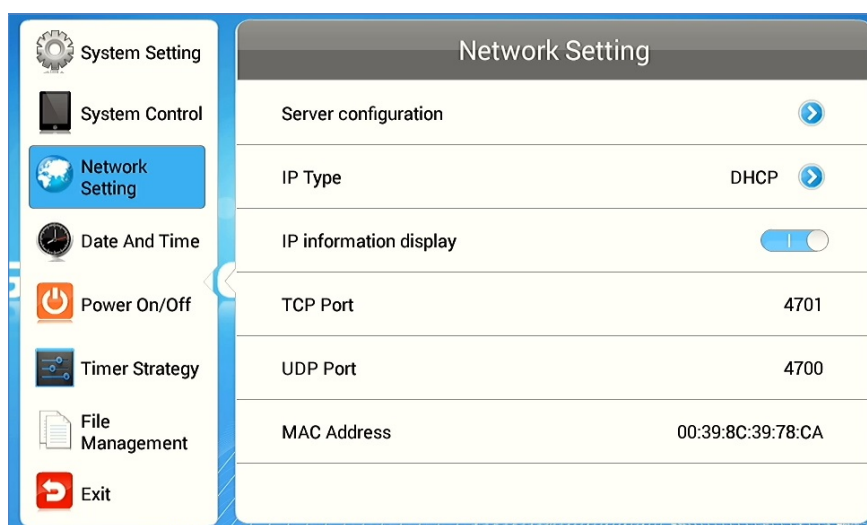 System Setting
System Control
Network
Setting
Date And Time
Power On/Off
Timer Strategy
File
Management
Exit
Network Setting
Server configuration
IP Type DHCP
IP information display
TCP Port 4701
UDP Port 4700
MAC Address 00:39:8C:39:78:CA